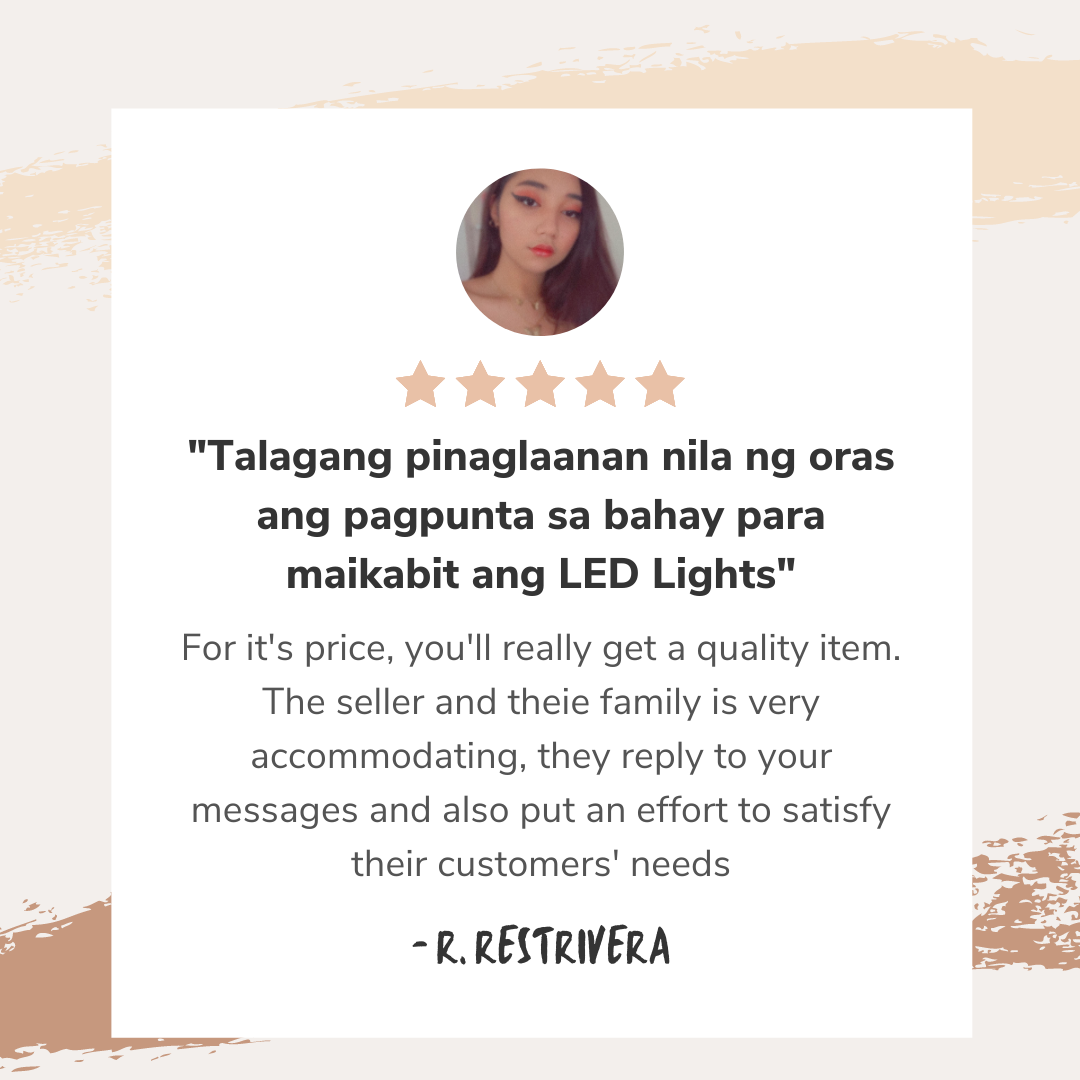 "Talagang pinaglaanan nila ng oras
ang pagpunta sa bahay para
maikabit ang LED Lights"
For it's price, you'll really get a quality item.
The seller and theie family is very
accommodating, they reply to your
messages and also put an effort to satisfy
their customers' needs
- R. RESTRIVERA